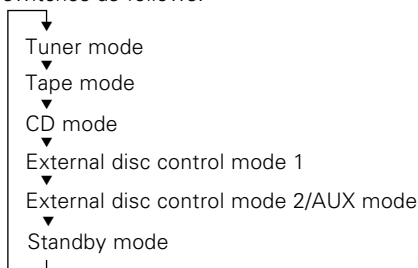 switches as follows:
Tuner mode
Tape mode
CD mode
External disc control mode 1
External disc control mode 2/AUX mode
Standby mode